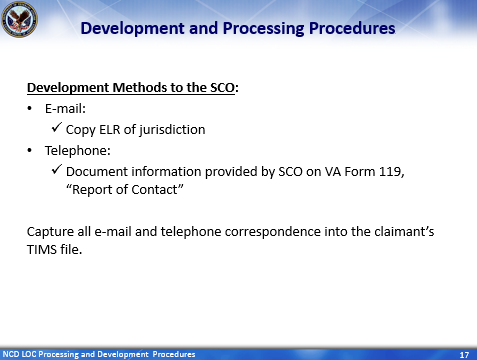 Development and Processing Procedures
Development Methods to the SCO:
• E-mail:
✓ Copy ELR of jurisdiction
• Telephone:
✓ Document information provided by SCO on VA Form 119,
“Report of Contact”
Capture all e-mail and telephone correspondence into the claimant’s
TIMS file.
NCD LOC Processing and Development Procedures
17